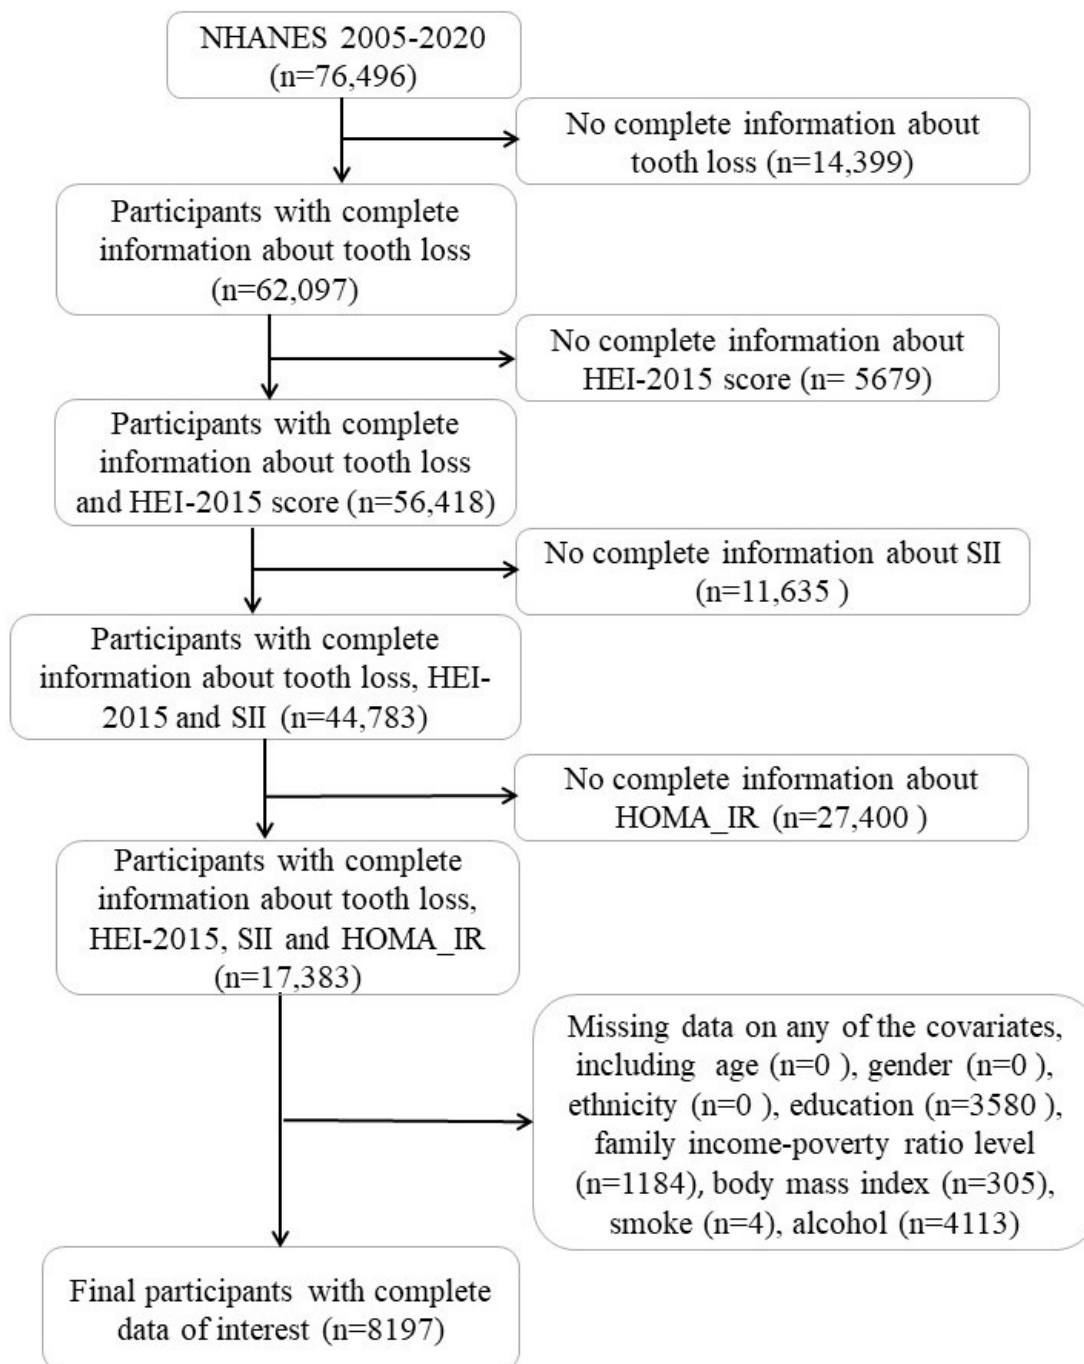 NHANES 2005-2020
(n=76,496)
No complete information about
tooth loss (n=14,399)
Participants with complete
information about tooth loss
(n=62,097)
No complete information about
HEI-2015 score (n= 5679)
Participants with complete
information about tooth loss
and HEI-2015 score (n=56,418)
No complete information about SII
(n=11,635 )
Participants with complete
information about tooth loss, HEI-
2015 and SII (n=44,783)
No complete information about
HOMA_IR (n=27,400 )
Participants with complete
information about tooth loss,
HEI-2015, SII and HOMA_IR
(n=17,383)
Missing data on any of the covariates,
including age (n=0 ), gender (n=0 ),
ethnicity (n=0 ), education (n=3580 ),
family income-poverty ratio level
(n=1184), body mass index (n=305),
smoke (n=4), alcohol (n=4113)
Final participants with complete
data of interest (n=8197)